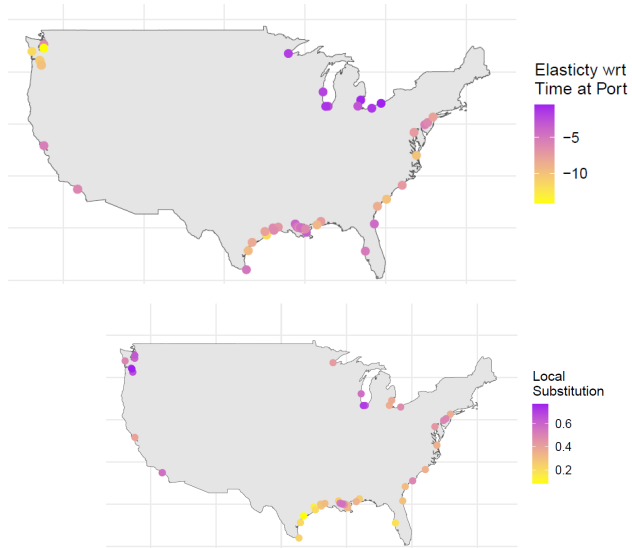 Elasticty wrt
Time at Port
−5
−10
Local
Substitution
0.6
0.4
0.2